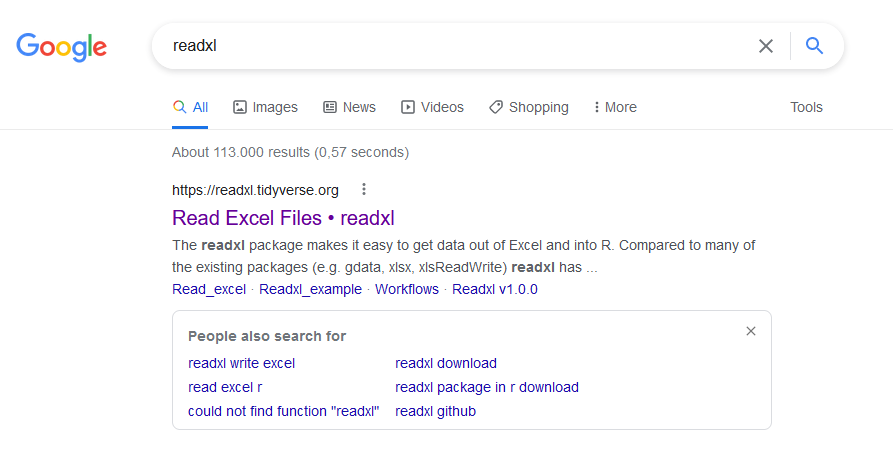 Google
readxl
All Images News Videos Shopping More Tools
About 113.000 results (0,57 seconds)
https://readxl.tidyverse.org
Read Excel Files • readxl
The readxl package makes it easy to get data out of Excel and into R. Compared to many of
the existing packages (e.g. gdata, xlsx, xlsReadWrite) readxl has ...
Read_excel · Readxl_example · Workflows · Readxl v1.0.0
People also search for
readxl write excel readxl download
read excel r readxl package in r download
could not find function "readxl" readxl github